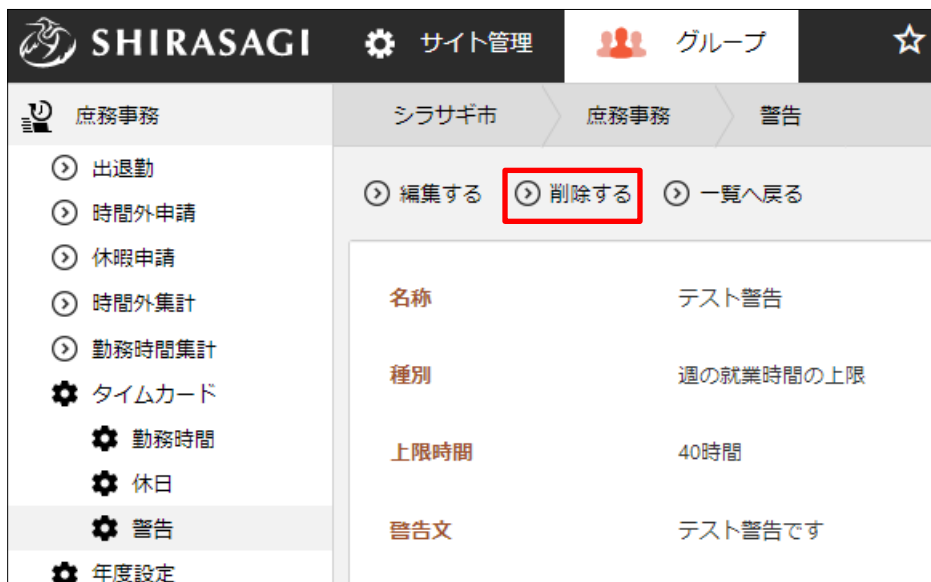 SHIRASAGI サイト管理 グループ
庶務事務 シラサギ市 庶務事務 警告
出退勤
時間外申請
休暇申請
時間外集計
勤務時間集計
タイムカード
勤務時間
休日
警告
年度設定
編集する 削除する 一覧へ戻る
名称 テスト警告
種別 週の就業時間の上限
上限時間 40時間
警告文 テスト警告です